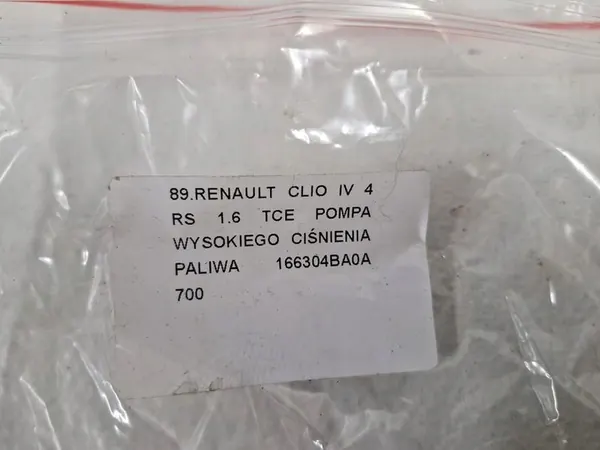 89.RENAULT CLIO IV 4
RS 1.6 TCE POMPA
WYSOKIEGO CIŚNIENIA
PALIWA 166304BA0A
700